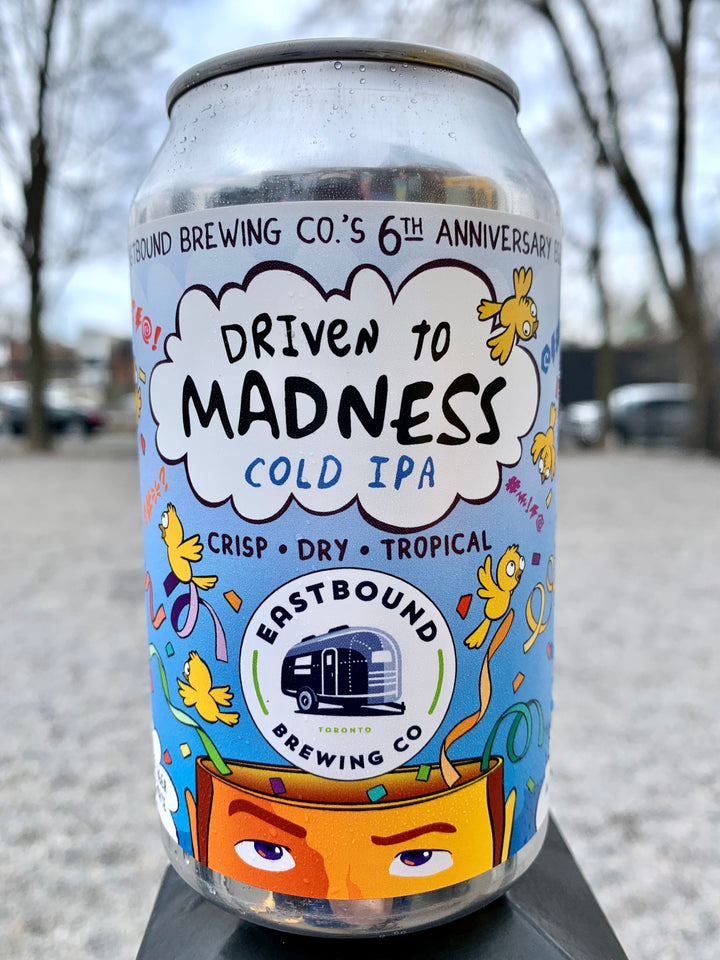 BREWING CO.'S 6TH ANNIVERSARY
#@!
DRIVEN TO
MADNESS
COLD IPA
CRISP • DRY • TROPICAL
EASTBOUND
TORONTO
BREWING CO